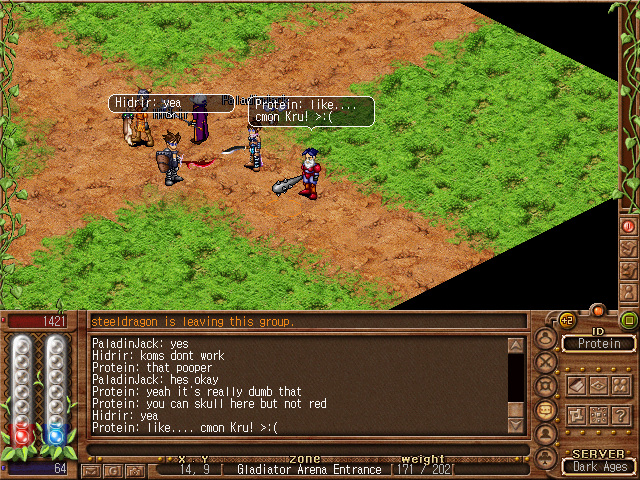 Hidrir: yea
Protein: like....
cmon Kru! >:(
steeldragon is leaving this group.
1421
PaladinJack: yes
Hidrir: koms dont work
Protein: that pooper
PaladinJack: hes okay
Protein: yeah it's really dumb that
Protein: you can skull here but not red
Hidrir: yea
Protein: like.... cmon Kru! >:(
+2
ID
Protein
SERVER
Dark Ages
x y zone weight
64
14, 9 [ Gladiator Arena Entrance [171 / 202[